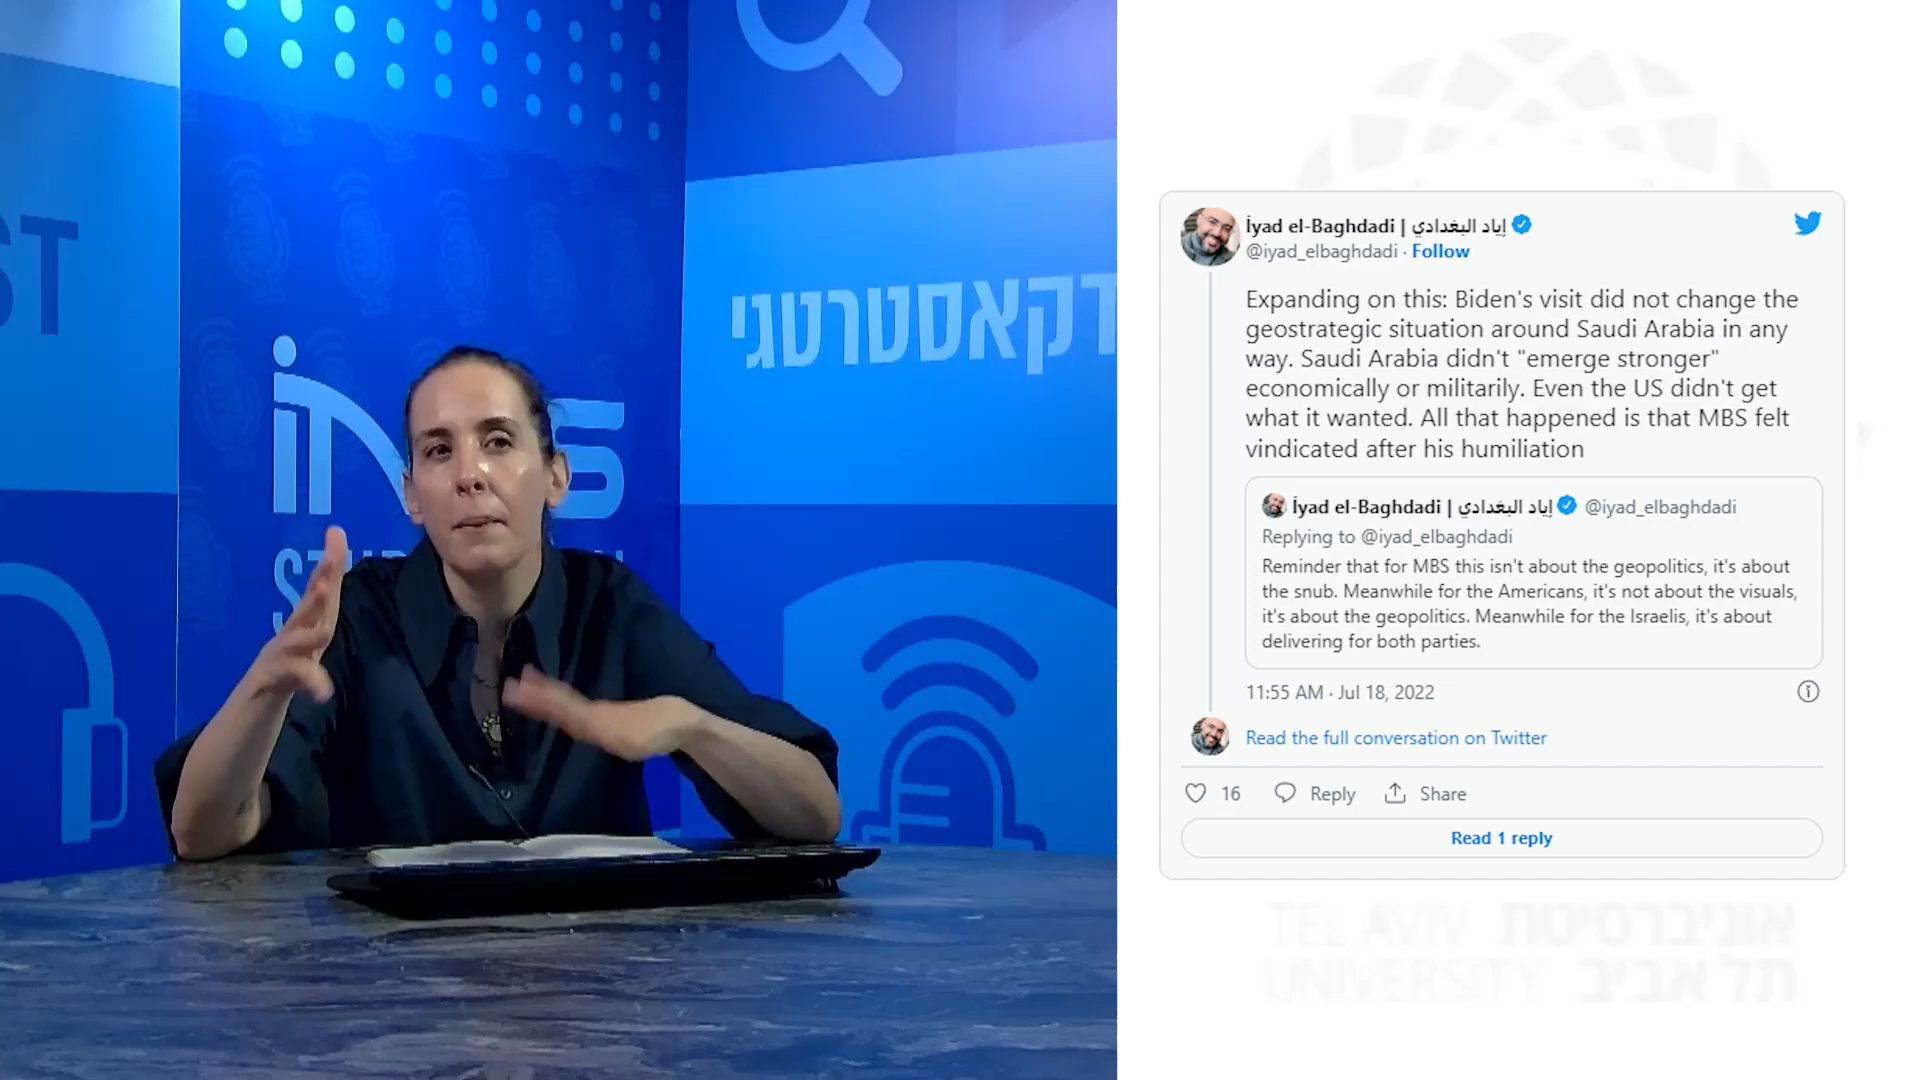 ST
דקאסטרטגי
Iyad el-Baghdadi | إياد البغدادي
@iyad_elbaghdadi · Follow
Expanding on this: Biden's visit did not change the
geostrategic situation around Saudi Arabia in any
way. Saudi Arabia didn't "emerge stronger"
economically or militarily. Even the US didn't get
what it wanted. All that happened is that MBS felt
vindicated after his humiliation
Iyad el-Baghdadi | إياد البغدادي @iyad_elbaghdadi
Replying to @iyad_elbaghdadi
Reminder that for MBS this isn't about the geopolitics, it's about
the snub. Meanwhile for the Americans, it's not about the visuals,
it's about the geopolitics. Meanwhile for the Israelis, it's about
delivering for both parties.
11:55 AM · Jul 18, 2022
Read the full conversation on Twitter
16 Reply Share
Read 1 reply
TEL AVIV אוניברסיטת
UNIVERSITY תל אביב